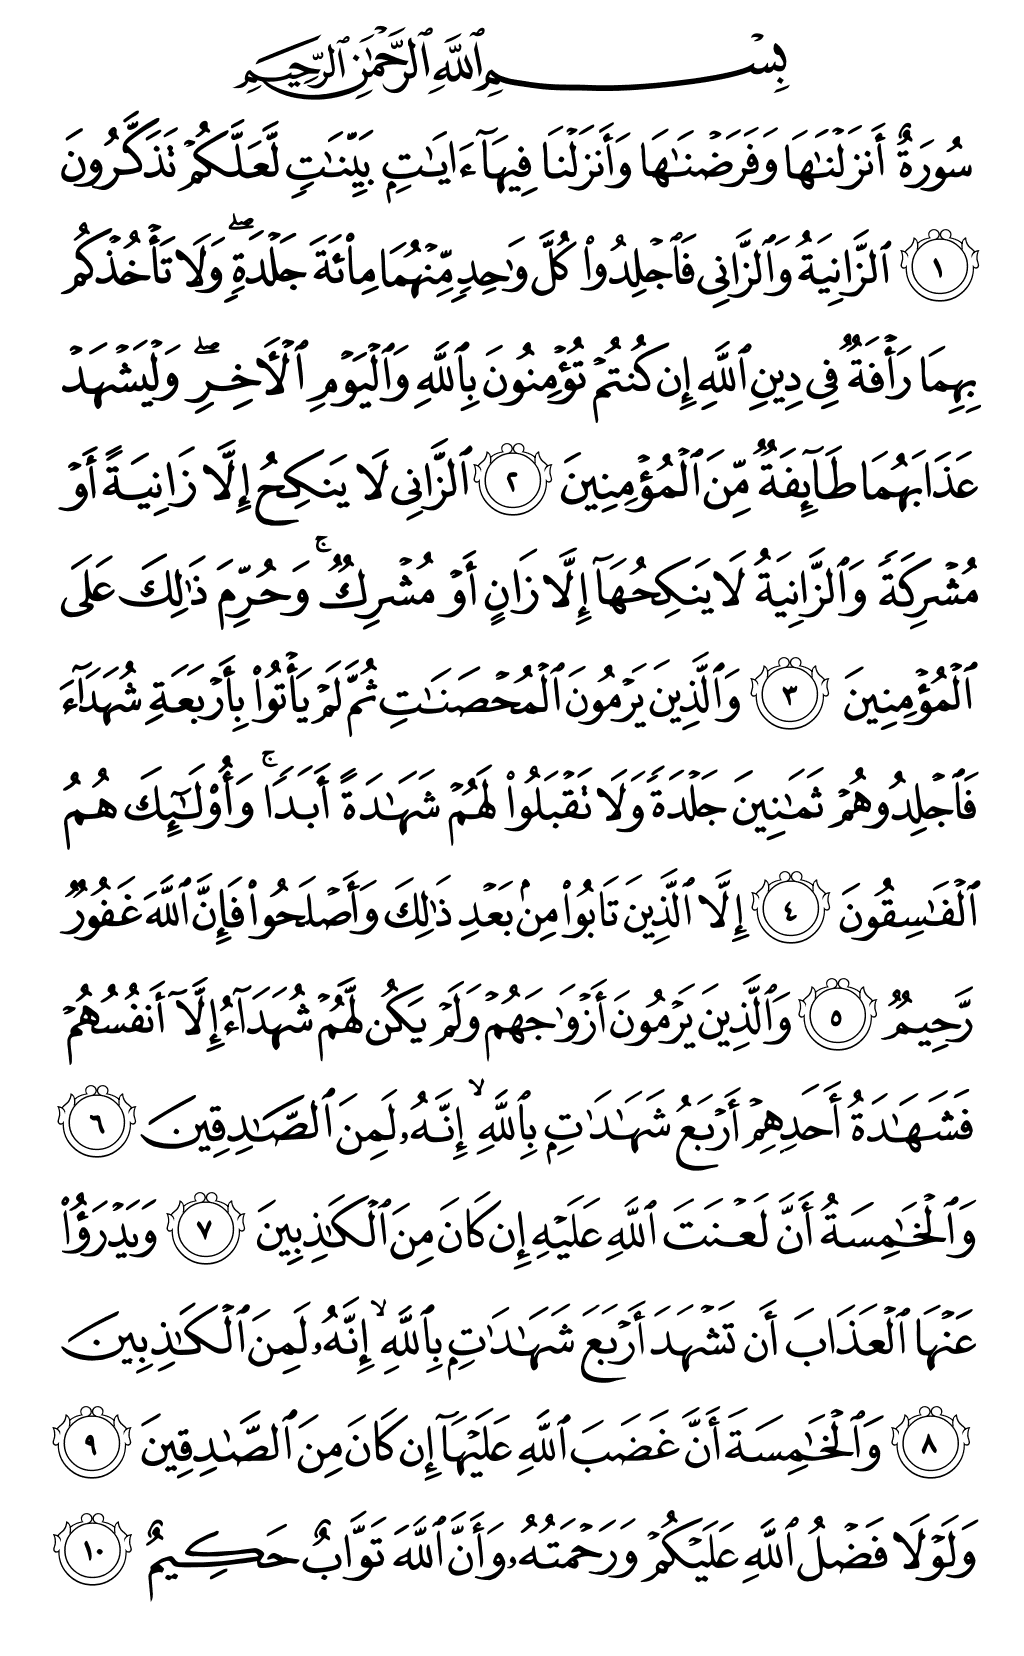 بِسْمِ ٱللَّهِ ٱلرَّحْمَٰنِ ٱلرَّحِيمِ
سُورَةٌ أَنزَلْنَٰهَا وَفَرَضْنَٰهَا وَأَنزَلْنَا فِيهَآ ءَايَٰتٍۭ بَيِّنَٰتٍ لَّعَلَّكُمْ تَذَكَّرُونَ
١ ٱلزَّانِيَةُ وَٱلزَّانِى فَٱجْلِدُوا۟ كُلَّ وَٰحِدٍ مِّنْهُمَا مِا۟ئَةَ جَلْدَةٍ ۖ وَلَا تَأْخُذْكُم
بِهِمَا رَأْفَةٌ فِى دِينِ ٱللَّهِ إِن كُنتُمْ تُؤْمِنُونَ بِٱللَّهِ وَٱلْيَوْمِ ٱلْأَخِرِ ۖ وَلْيَشْهَدْ
عَذَابَهُمَا طَآئِفَةٌ مِّنَ ٱلْمُؤْمِنِينَ ٢ ٱلزَّانِى لَا يَنكِحُ إِلَّا زَانِيَةً أَوْ
مُشْرِكَةً وَٱلزَّانِيَةُ لَا يَنكِحُهَآ إِلَّا زَانٍ أَوْ مُشْرِكٌ ۚ وَحُرِّمَ ذَٰلِكَ عَلَى
ٱلْمُؤْمِنِينَ ٣ وَٱلَّذِينَ يَرْمُونَ ٱلْمُحْصَنَٰتِ ثُمَّ لَمْ يَأْتُوا۟ بِأَرْبَعَةِ شُهَدَآءَ
فَٱجْلِدُوهُمْ ثَمَٰنِينَ جَلْدَةً وَلَا تَقْبَلُوا۟ لَهُمْ شَهَٰدَةً أَبَدًا ۚ وَأُو۟لَٰٓئِكَ هُمُ
ٱلْفَٰسِقُونَ ٤ إِلَّا ٱلَّذِينَ تَابُوا۟ مِنۢ بَعْدِ ذَٰلِكَ وَأَصْلَحُوا۟ فَإِنَّ ٱللَّهَ غَفُورٌ
رَّحِيمٌ ٥ وَٱلَّذِينَ يَرْمُونَ أَزْوَٰجَهُمْ وَلَمْ يَكُن لَّهُمْ شُهَدَآءُ إِلَّآ أَنفُسُهُمْ
فَشَهَٰدَةُ أَحَدِهِمْ أَرْبَعُ شَهَٰدَٰتٍۭ بِٱللَّهِ ۙ إِنَّهُۥ لَمِنَ ٱلصَّٰدِقِينَ ٦
وَٱلْخَٰمِسَةُ أَنَّ لَعْنَتَ ٱللَّهِ عَلَيْهِ إِن كَانَ مِنَ ٱلْكَٰذِبِينَ ٧ وَيَدْرَؤُا۟
عَنْهَا ٱلْعَذَابَ أَن تَشْهَدَ أَرْبَعَ شَهَٰدَٰتٍۭ بِٱللَّهِ ۙ إِنَّهُۥ لَمِنَ ٱلْكَٰذِبِينَ
٨ وَٱلْخَٰمِسَةَ أَنَّ غَضَبَ ٱللَّهِ عَلَيْهَآ إِن كَانَ مِنَ ٱلصَّٰدِقِينَ ٩
وَلَوْلَا فَضْلُ ٱللَّهِ عَلَيْكُمْ وَرَحْمَتُهُۥ وَأَنَّ ٱللَّهَ تَوَّابٌ حَكِيمٌ ١٠